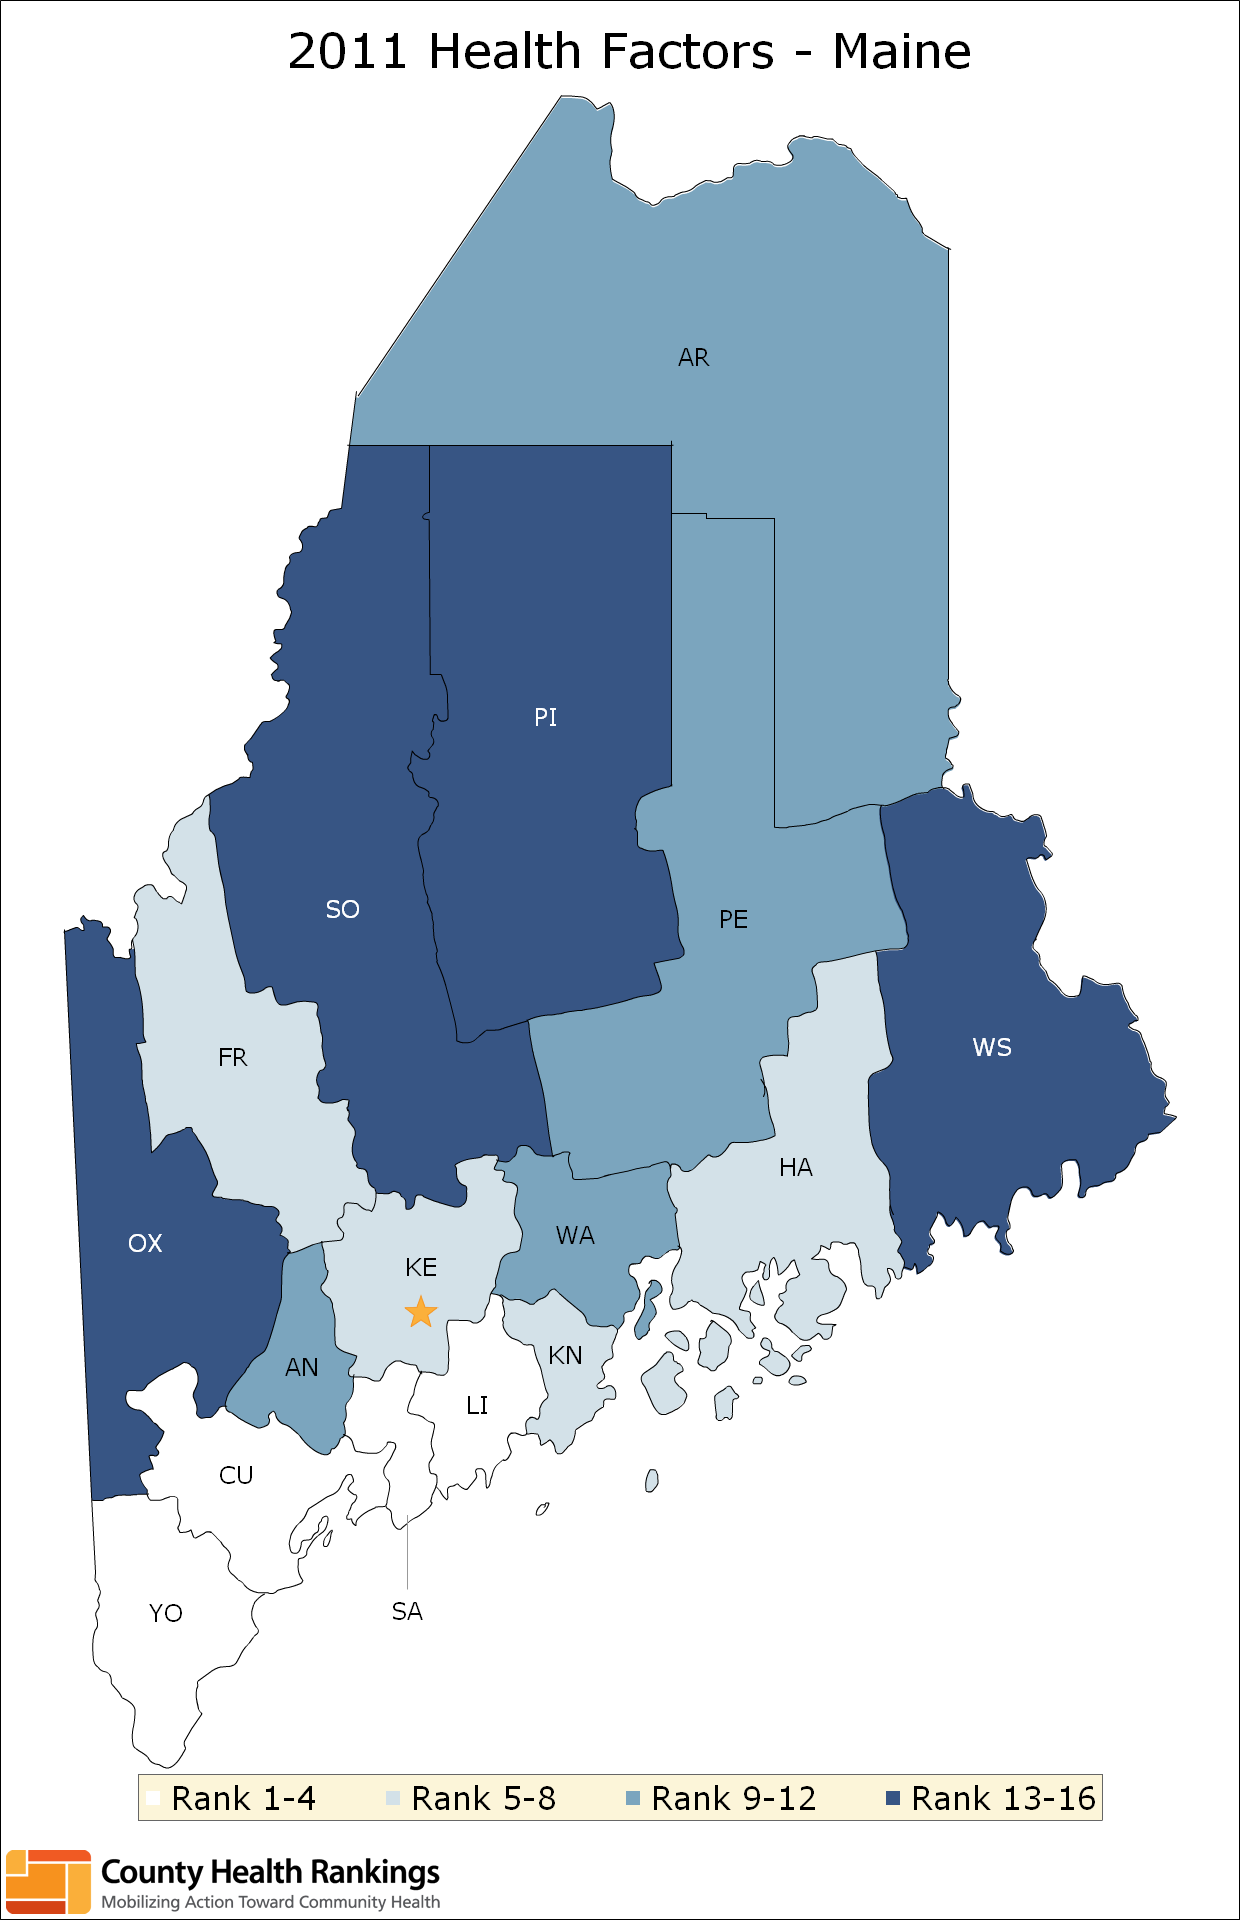 2011 Health Factors - Maine
AR
PI
SO
PE
FR
WS
HA
WA
OX
KE
KN
AN
LI
CU
YO
SA
Rank 1-4 Rank 5-8 Rank 9-12 Rank 13-16
County Health Rankings
Mobilizing Action Toward Community Health